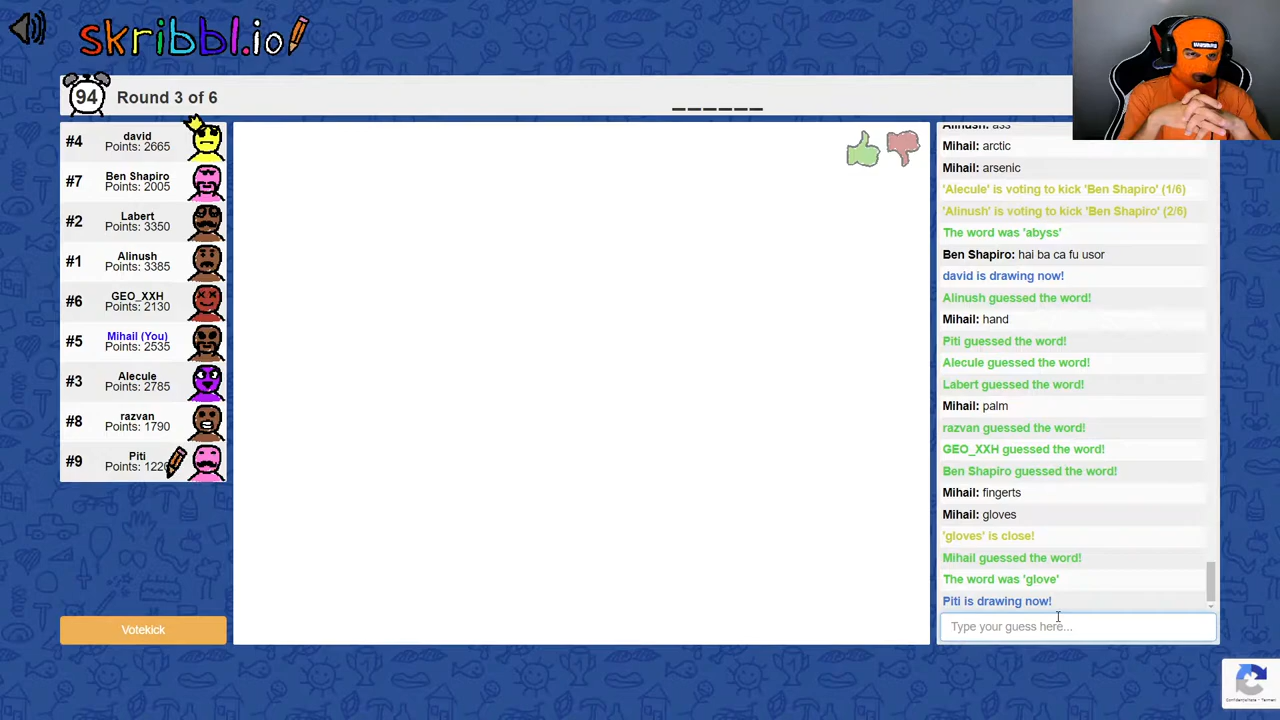 skribbl.io
94
Round 3 of 6
______
#4 david
Points: 2665
#7 Ben Shapiro
Points: 2005
#2 Labert
Points: 3350
#1 Alinush
Points: 3385
#6 GEO_XXH
Points: 2130
#5 Mihail (You)
Points: 2535
#3 Alecule
Points: 2785
#8 razvan
Points: 1790
#9 Piti
Points: 1220
Votekick
Alinush: ass
Mihail: arctic
Mihail: arsenic
'Alecule' is voting to kick 'Ben Shapiro' (1/6)
'Alinush' is voting to kick 'Ben Shapiro' (2/6)
The word was 'abyss'
Ben Shapiro: hai ba ca fu usor
david is drawing now!
Alinush guessed the word!
Mihail: hand
Piti guessed the word!
Alecule guessed the word!
Labert guessed the word!
Mihail: palm
razvan guessed the word!
GEO_XXH guessed the word!
Ben Shapiro guessed the word!
Mihail: fingerts
Mihail: gloves
'gloves' is close!
Mihail guessed the word!
The word was 'glove'
Piti is drawing now!
Type your guess here...